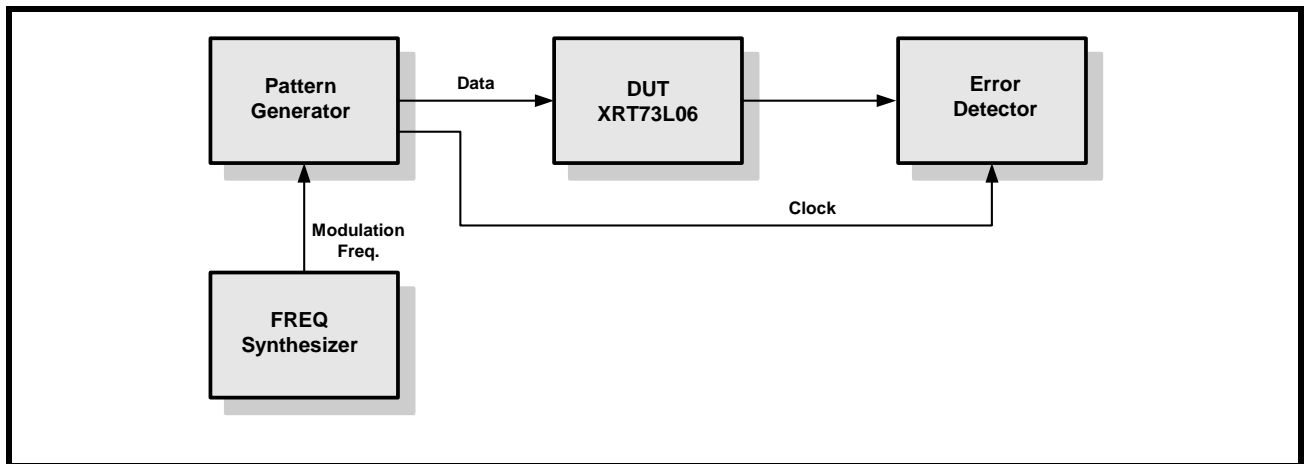 Pattern
Generator
Data
DUT
XRT73L06
Error
Detector
Clock
Modulation
Freq.
FREQ
Synthesizer